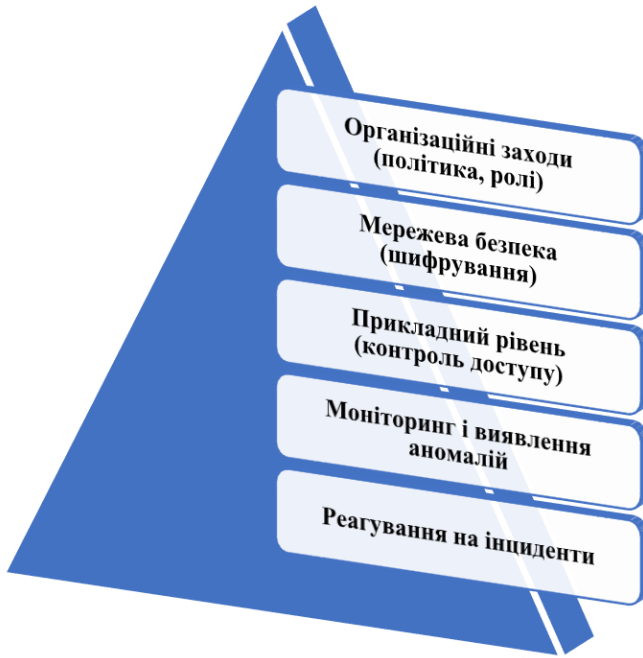 Організаційні заходи
(політика, ролі)
Мережева безпека
(шифрування)
Прикладний рівень
(контроль доступу)
Моніторинг і виявлення
аномалій
Реагування на інциденти